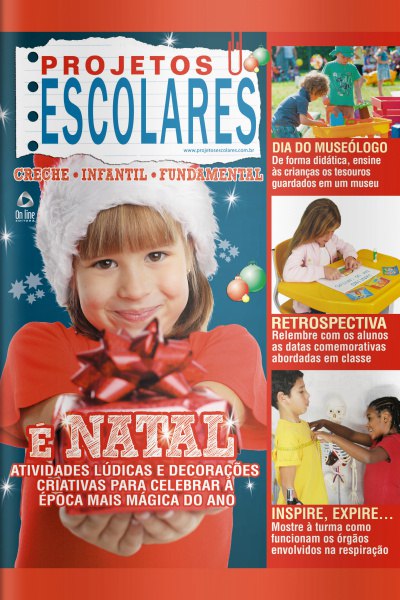 PROJETOS
ESCOLARES
www.projetosescolares.com.br
CRECHE • INFANTIL • FUNDAMENTAL
On line
EDITORA
É NATAL
ATIVIDADES LÚDICAS E DECORAÇÕES
CRIATIVAS PARA CELEBRAR A
ÉPOCA MAIS MÁGICA DO ANO
DIA DO MUSEÓLOGO
De forma didática, ensine
às crianças os tesouros
guardados em um museu
RETROSPECTIVA
Relembre com os alunos
as datas comemorativas
abordadas em classe
INSPIRE, EXPIRE...
Mostre à turma como
funcionam os órgãos
envolvidos na respiração